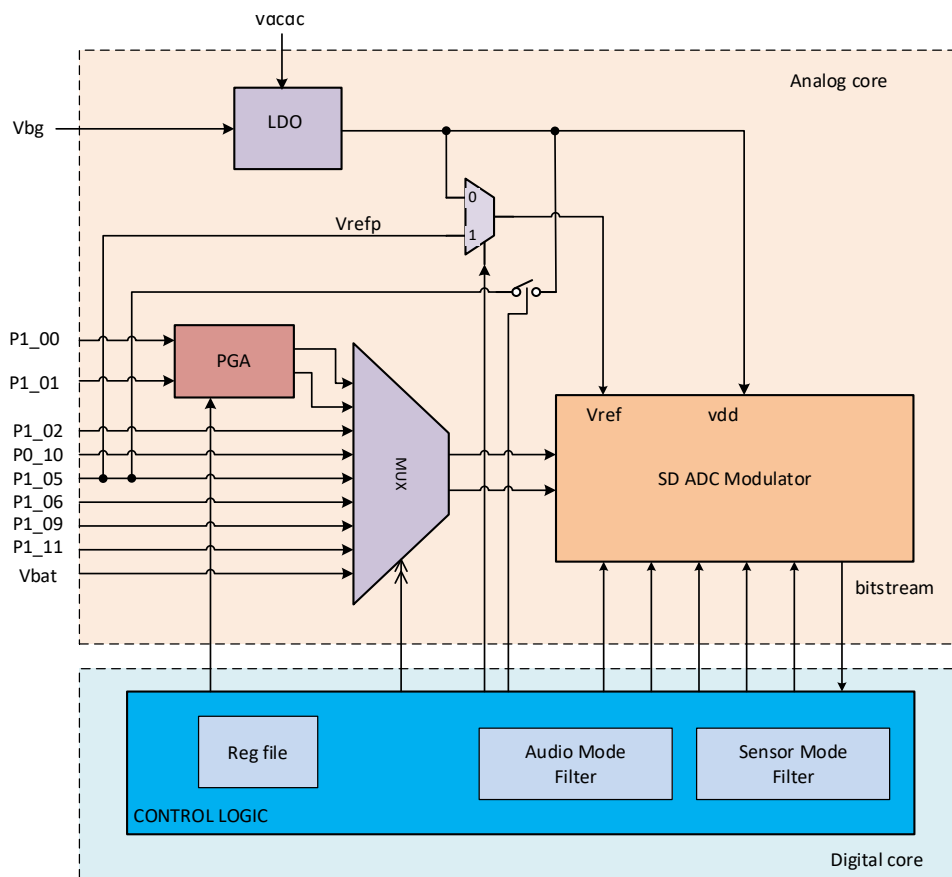 Analog core
LDO
Vbg
0
Vrefp
1
P1_00
PGA
P1_01
Vref
vdd
P1_02
P0_10
MUX
SD ADC Modulator
P1_05
P1_06
P1_09
P1_11
Vbat
bitstream
Reg file
Audio Mode
Filter
Sensor Mode
Filter
CONTROL LOGIC
Digital core